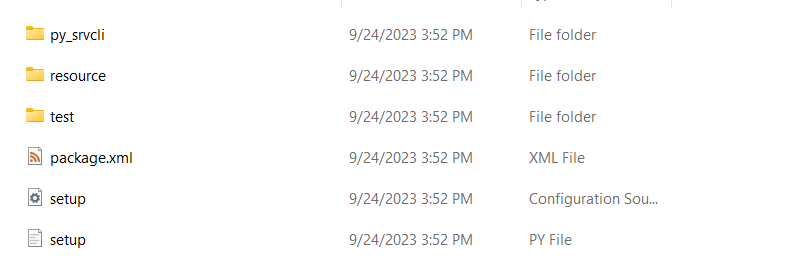 py_srvcli 9/24/2023 3:52 PM File folder
resource 9/24/2023 3:52 PM File folder
test 9/24/2023 3:52 PM File folder
package.xml 9/24/2023 3:52 PM XML File
setup 9/24/2023 3:52 PM Configuration Sou...
setup 9/24/2023 3:52 PM PY File